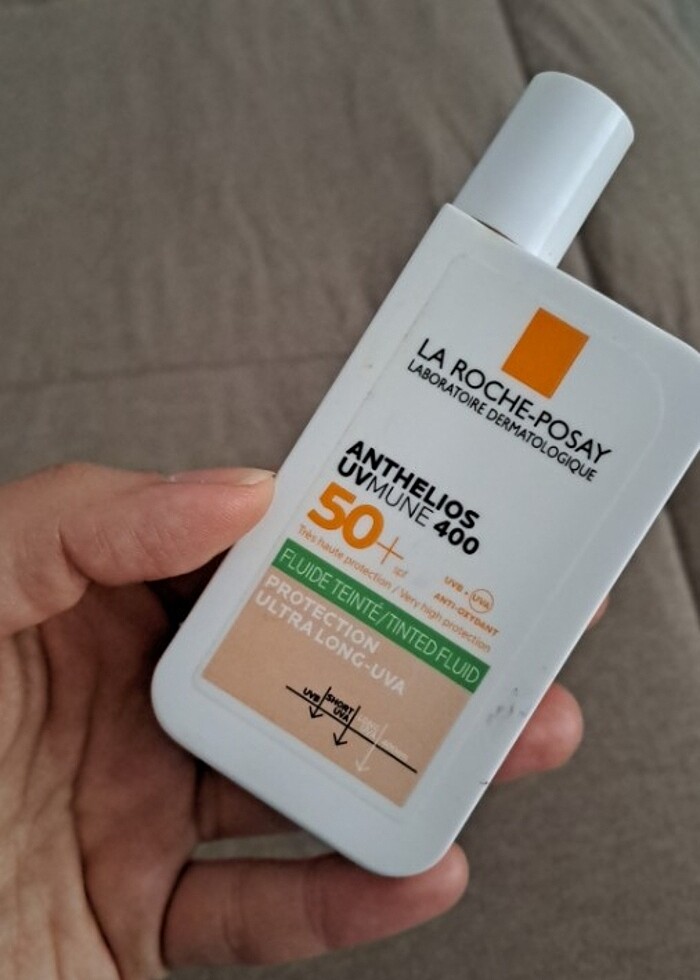 LA ROCHE-POSAY
LABORATOIRE DERMATOLOGIQUE
ANTHELIOS
UVMUNE 400
50+
SPF
Très haute protection / Very high protection
UVB + UVA
ANTI-OXYDANT
FLUIDE TEINTÉ/TINTED FLUID
PROTECTION
ULTRA LONG-UVA
UVB
SHORT
UVA